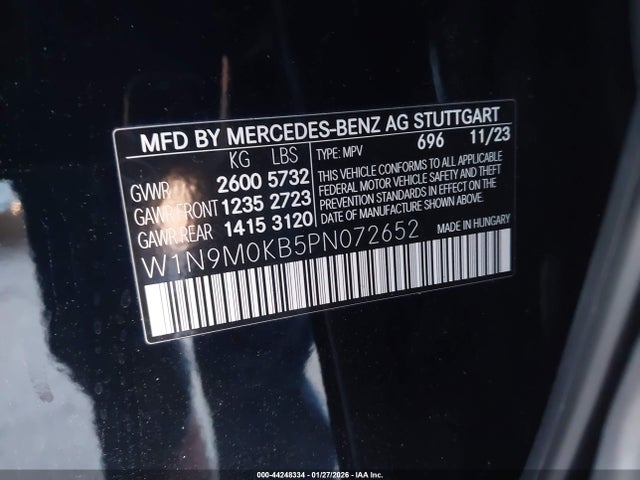 MFD BY MERCEDES-BENZ AG STUTTGART
KG LBS
GVWR 2600 5732
GAWR FRONT 1235 2723
GAWR REAR 1415 3120
TYPE: MPV 696 11/23
THIS VEHICLE CONFORMS TO ALL APPLICABLE
FEDERAL MOTOR VEHICLE SAFETY AND THEFT
PREVENTION STANDARDS IN EFFECT ON THE
DATE OF MANUFACTURE SHOWN ABOVE.
W1N9M0KB5PN072652
MADE IN HUNGARY
000-44248334 - 01/27/2026 - IAA Inc.